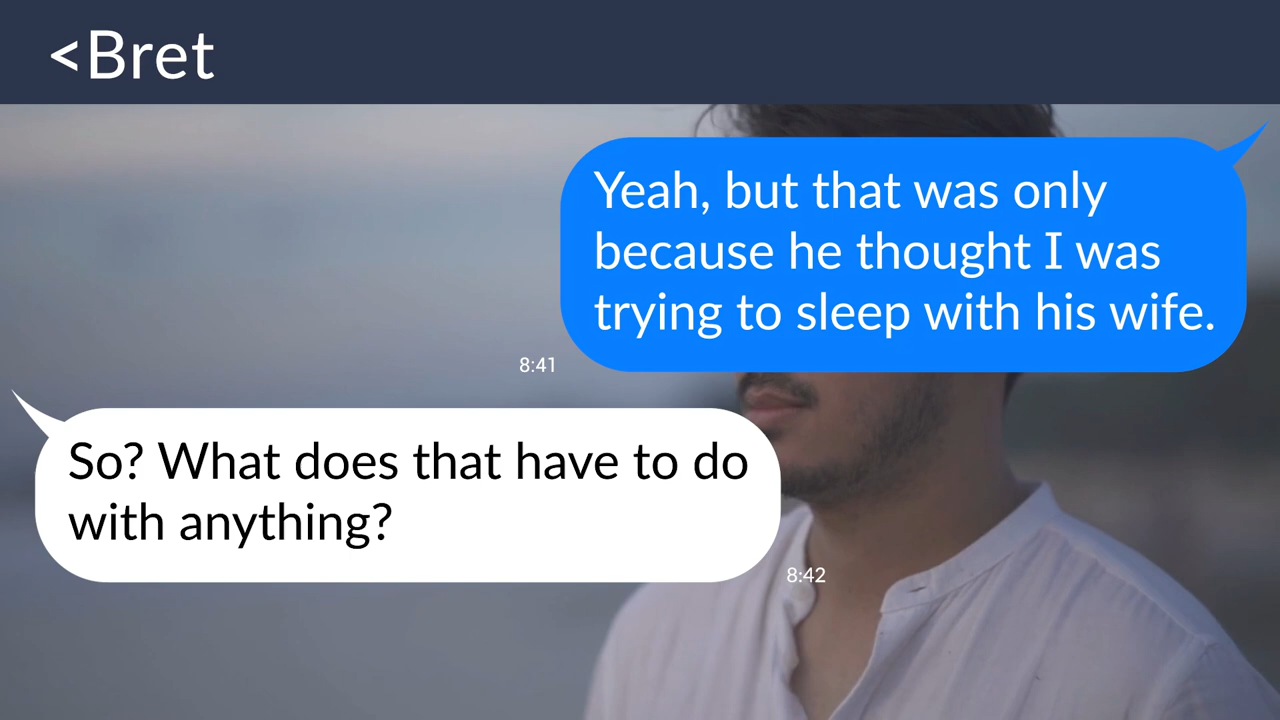 <Bret
Yeah, but that was only
because he thought I was
trying to sleep with his wife.
8:41
So? What does that have to do
with anything?
8:42